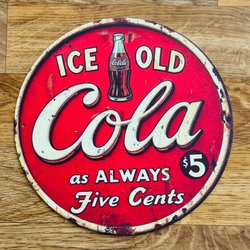 ICE OLD
Cola
$5
as ALWAYS
Five Cents